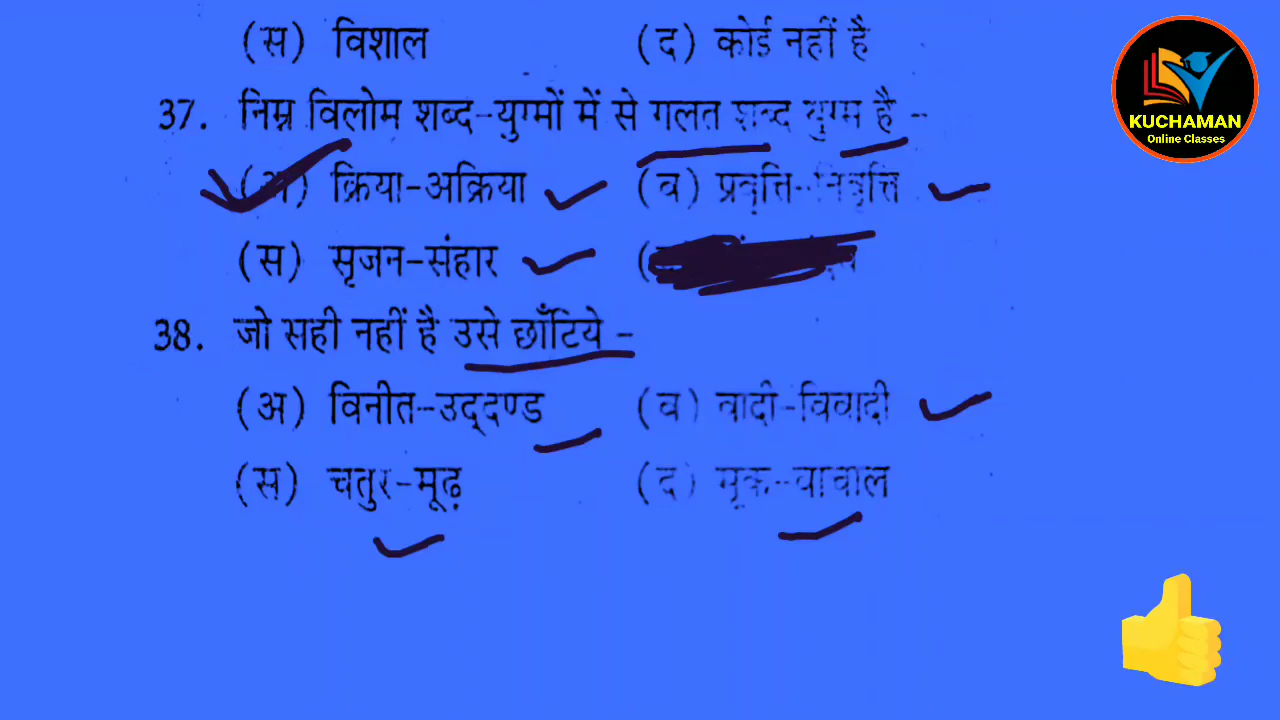 (स) विशाल (द) कोई नहीं है
KUCHAMAN
Online Classes
37. निम्न विलोम शब्द-युग्मों में से गलत शब्द युग्म है -
(अ) क्रिया-अक्रिया (ब) प्रवृत्ति-निवृत्ति
(स) सृजन-संहार (
38. जो सही नहीं है उसे छाँटिये -
(अ) विनीत-उद्दण्ड (ब) वादी-विवादी
(स) चतुर-मूढ़ (द) मूक-वाचाल